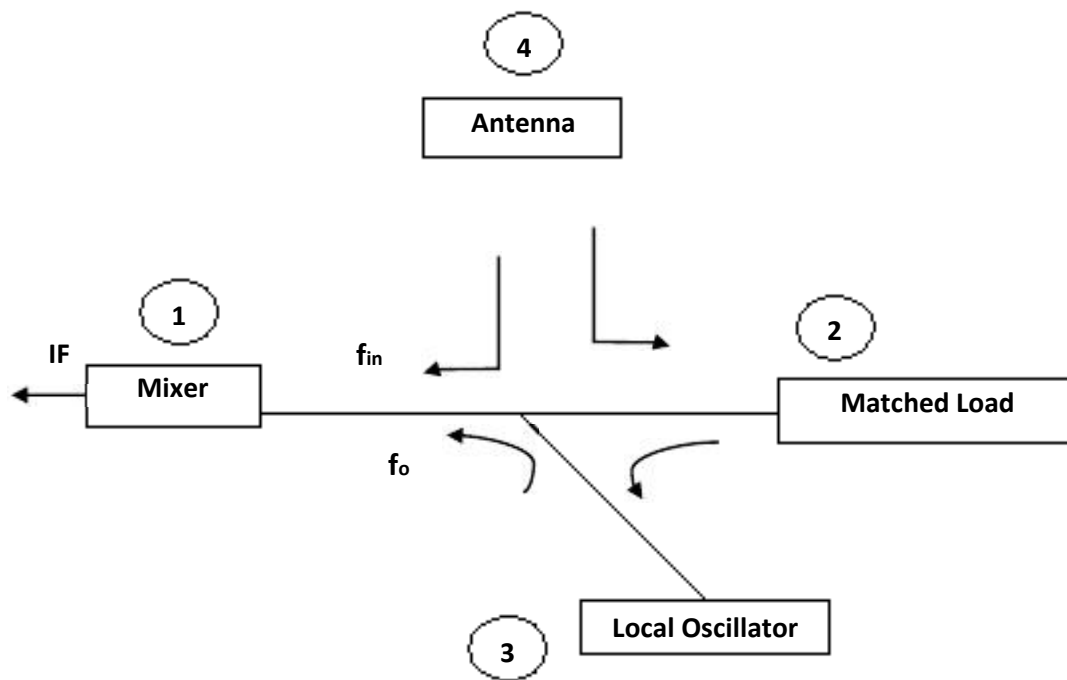 4
Antenna
1
2
IF
fin
Mixer
Matched Load
fo
Local Oscillator
3